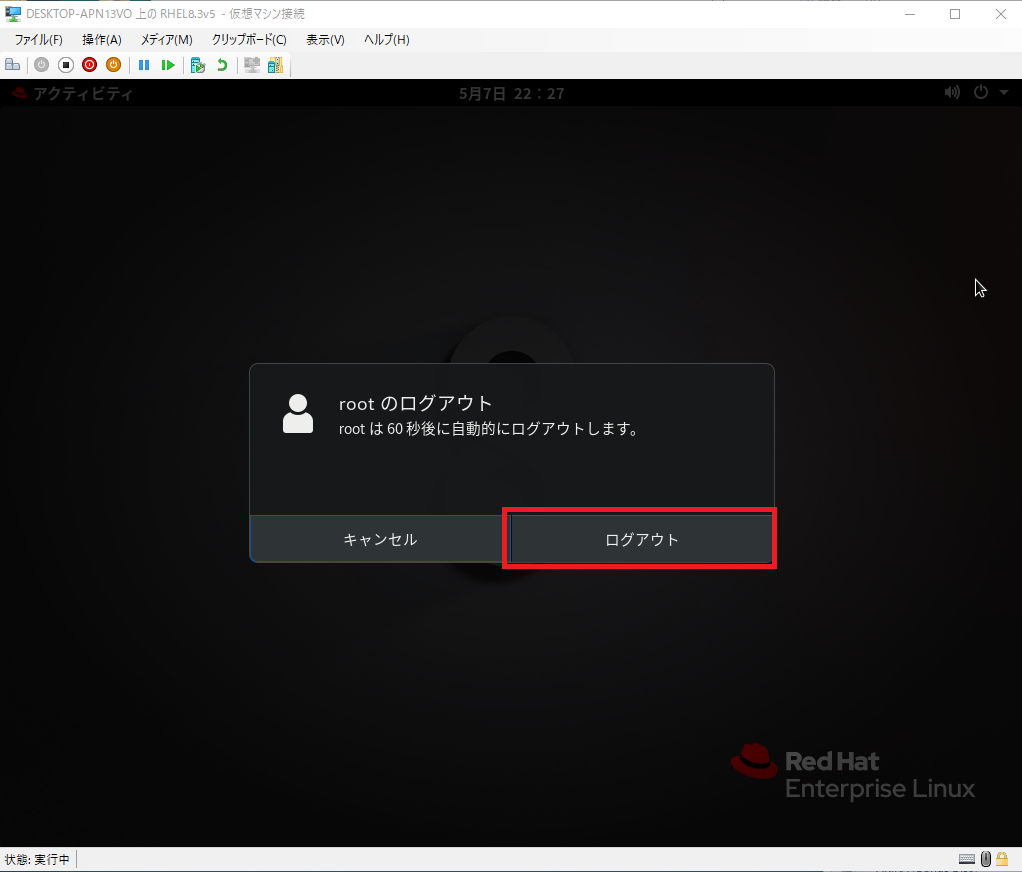 DESKTOP-APN13VO 上の RHEL8.3v5 - 仮想マシン接続
ファイル(F) 操作(A) メディア(M) クリップボード(C) 表示(V) ヘルプ(H)
アクティビティ 5月7日 22：27
root のログアウト
root は 60 秒後に自動的にログアウトします。
キャンセル ログアウト
Red Hat
Enterprise Linux
状態: 実行中